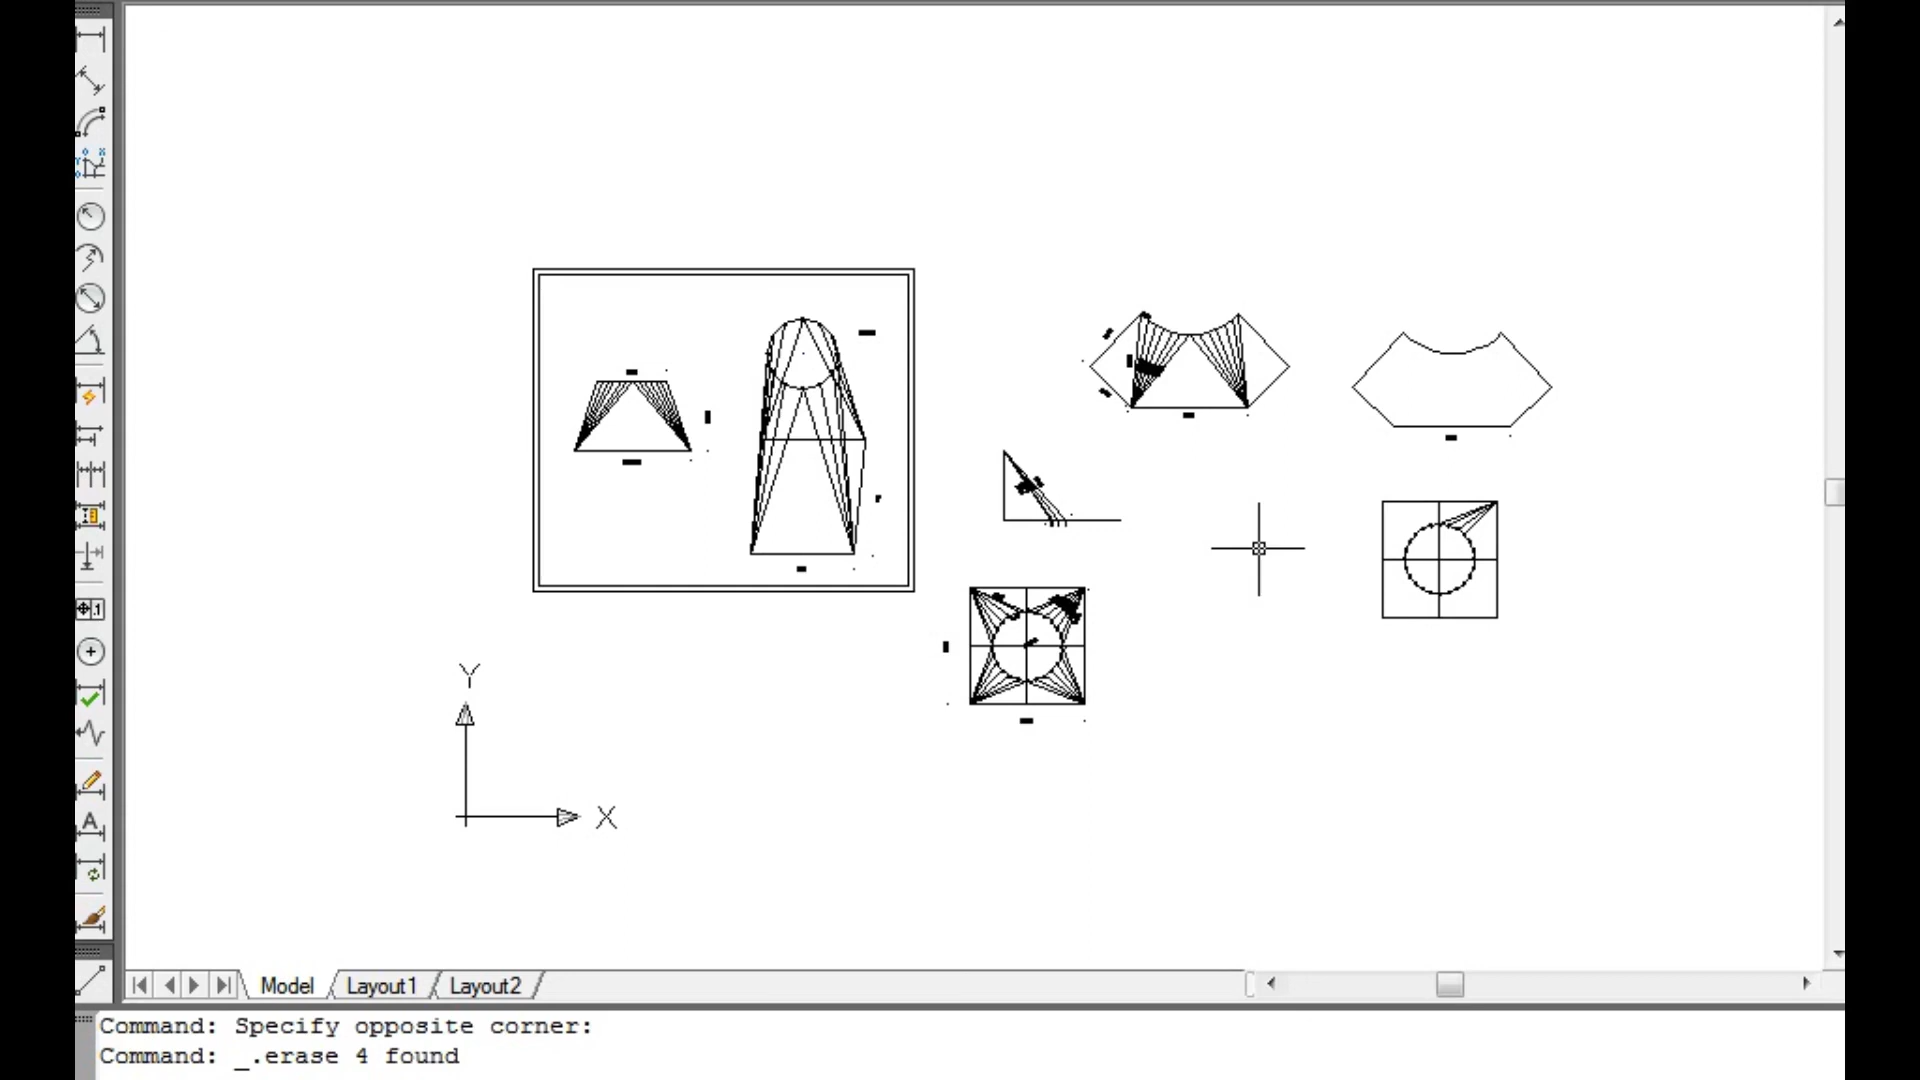 Y
X
Model
Layout1
Layout2
Command: Specify opposite corner:
Command: _.erase 4 found